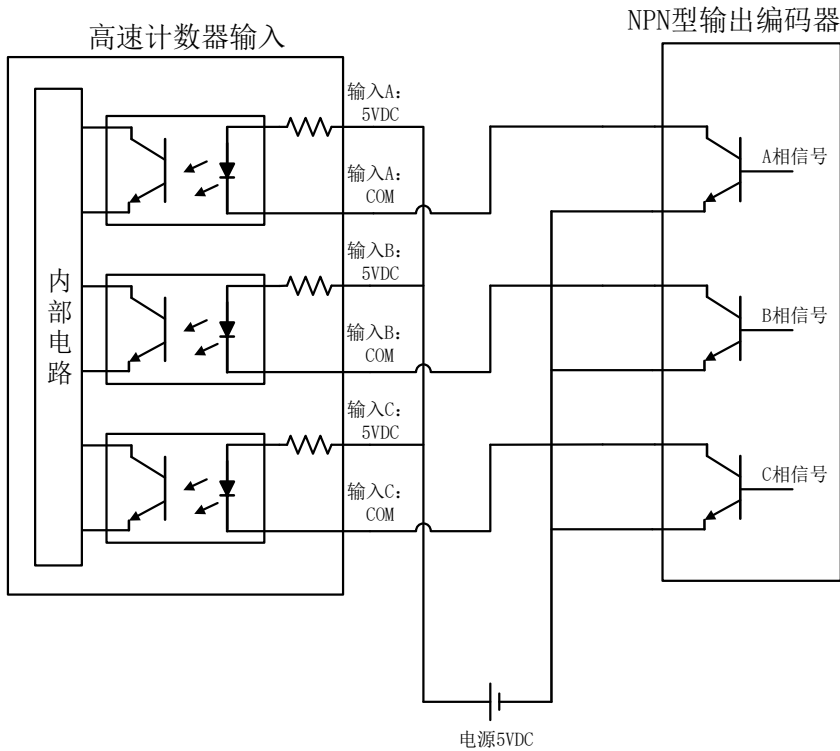 高速计数器输入
NPN型输出编码器
内部电路
输入A：
5VDC
输入A：
COM
输入B：
5VDC
输入B：
COM
输入C：
5VDC
输入C：
COM
A相信号
B相信号
C相信号
电源5VDC